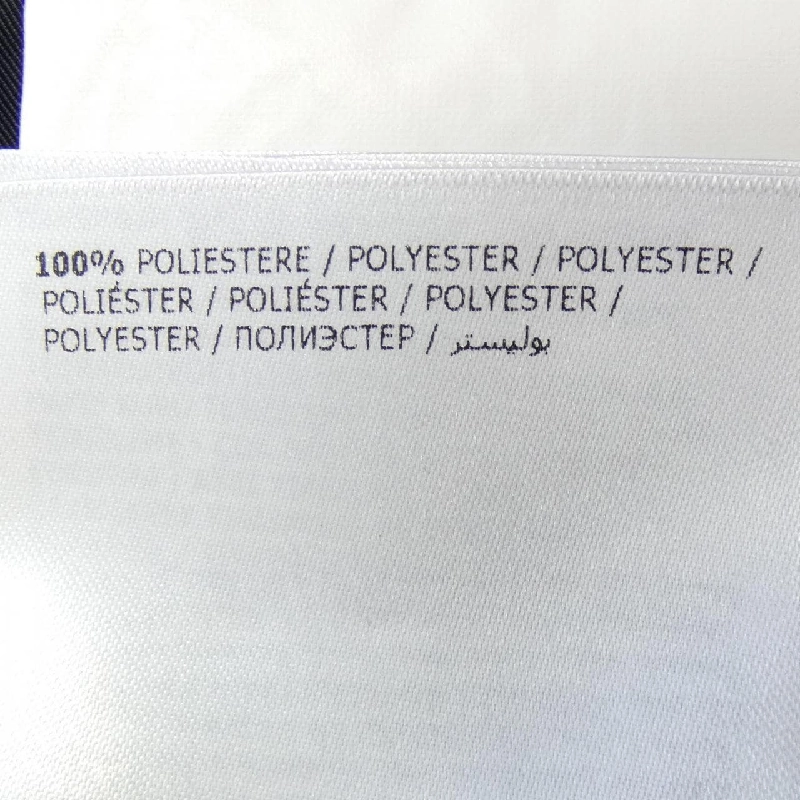 100% POLIESTERE / POLYESTER / POLYESTER /
POLIÉSTER / POLIÉSTER / POLYESTER /
POLYESTER / ПОЛИЭСТЕР / بوليستر